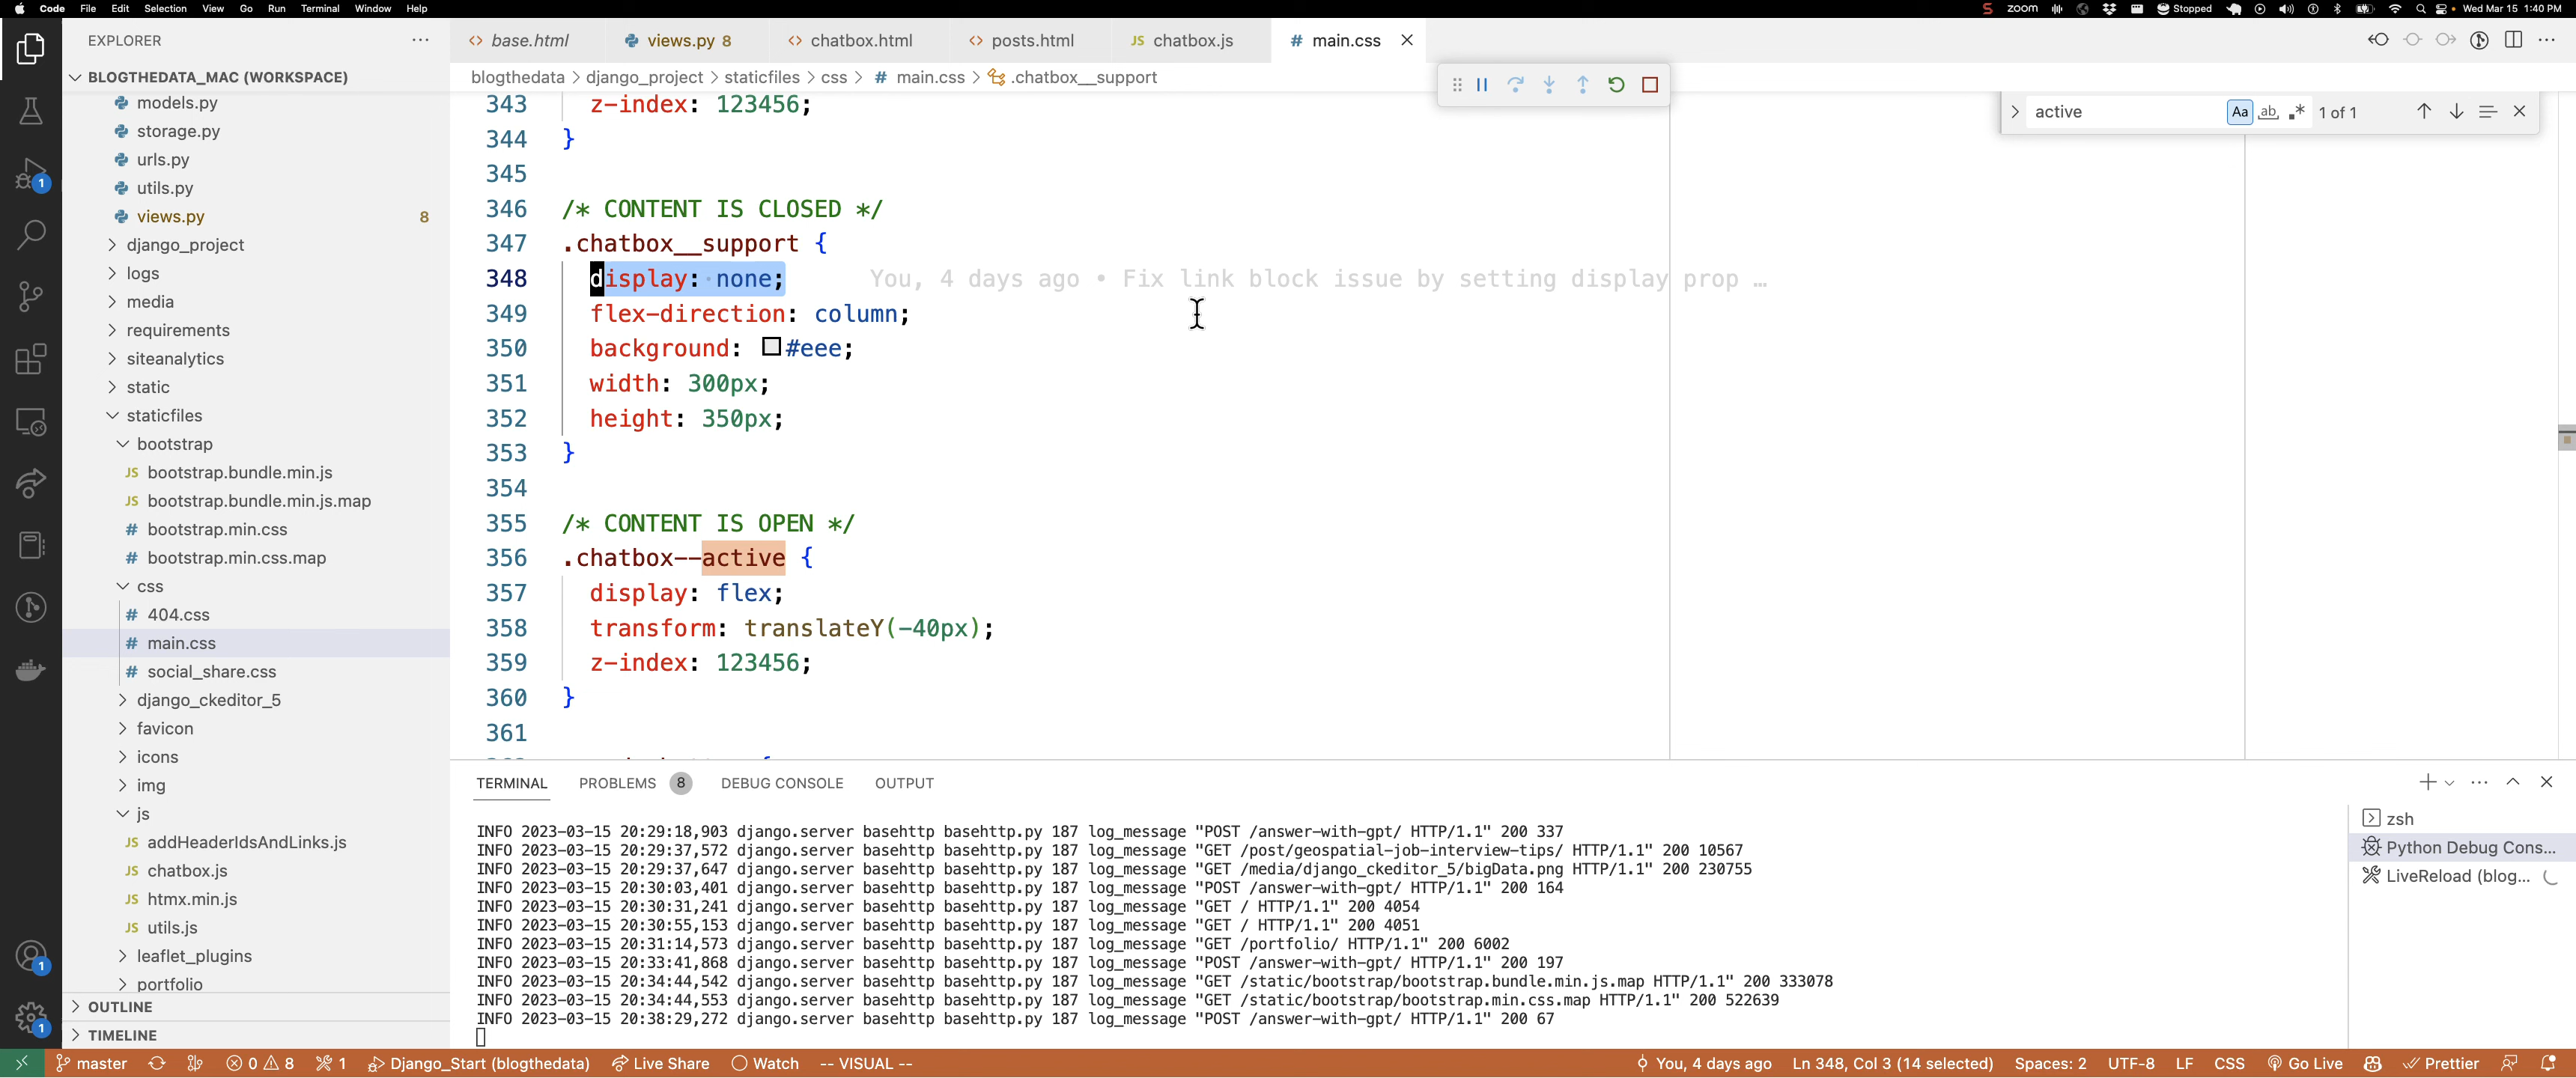 Code File Edit Selection View Go Run Terminal Window Help
zoom Stopped Wed Mar 15 1:40 PM
EXPLORER
BLOGTHEDATA_MAC (WORKSPACE)
models.py
storage.py
urls.py
utils.py
views.py 8
django_project
logs
media
requirements
siteanalytics
static
staticfiles
bootstrap
JS bootstrap.bundle.min.js
JS bootstrap.bundle.min.js.map
# bootstrap.min.css
# bootstrap.min.css.map
css
# 404.css
# main.css
# social_share.css
django_ckeditor_5
favicon
icons
img
js
JS addHeaderIdsAndLinks.js
JS chatbox.js
JS htmx.min.js
JS utils.js
leaflet_plugins
portfolio
OUTLINE
TIMELINE
1
1
1
<> base.html views.py 8 <> chatbox.html <> posts.html JS chatbox.js # main.css
blogthedata > django_project > staticfiles > css > # main.css > .chatbox__support
active Aa ab 1 of 1
343 z-index: 123456;
344 }
345
346 /* CONTENT IS CLOSED */
347 .chatbox__support {
348 display: none; You, 4 days ago • Fix link block issue by setting display prop …
349 flex-direction: column;
350 background: #eee;
351 width: 300px;
352 height: 350px;
353 }
354
355 /* CONTENT IS OPEN */
356 .chatbox--active {
357 display: flex;
358 transform: translateY(-40px);
359 z-index: 123456;
360 }
361
TERMINAL PROBLEMS 8 DEBUG CONSOLE OUTPUT
INFO 2023-03-15 20:29:18,903 django.server basehttp basehttp.py 187 log_message "POST /answer-with-gpt/ HTTP/1.1" 200 337
INFO 2023-03-15 20:29:37,572 django.server basehttp basehttp.py 187 log_message "GET /post/geospatial-job-interview-tips/ HTTP/1.1" 200 10567
INFO 2023-03-15 20:29:37,647 django.server basehttp basehttp.py 187 log_message "GET /media/django_ckeditor_5/bigData.png HTTP/1.1" 200 230755
INFO 2023-03-15 20:30:03,401 django.server basehttp basehttp.py 187 log_message "POST /answer-with-gpt/ HTTP/1.1" 200 164
INFO 2023-03-15 20:30:31,241 django.server basehttp basehttp.py 187 log_message "GET / HTTP/1.1" 200 4054
INFO 2023-03-15 20:30:55,153 django.server basehttp basehttp.py 187 log_message "GET / HTTP/1.1" 200 4051
INFO 2023-03-15 20:31:14,573 django.server basehttp basehttp.py 187 log_message "GET /portfolio/ HTTP/1.1" 200 6002
INFO 2023-03-15 20:33:41,868 django.server basehttp basehttp.py 187 log_message "POST /answer-with-gpt/ HTTP/1.1" 200 197
INFO 2023-03-15 20:34:44,542 django.server basehttp basehttp.py 187 log_message "GET /static/bootstrap/bootstrap.bundle.min.js.map HTTP/1.1" 200 333078
INFO 2023-03-15 20:34:44,553 django.server basehttp basehttp.py 187 log_message "GET /static/bootstrap/bootstrap.min.css.map HTTP/1.1" 200 522639
INFO 2023-03-15 20:38:29,272 django.server basehttp basehttp.py 187 log_message "POST /answer-with-gpt/ HTTP/1.1" 200 67
zsh
Python Debug Cons...
LiveReload (blog...
master 0 8 1 Django_Start (blogthedata) Live Share Watch -- VISUAL -- You, 4 days ago Ln 348, Col 3 (14 selected) Spaces: 2 UTF-8 LF CSS Go Live Prettier